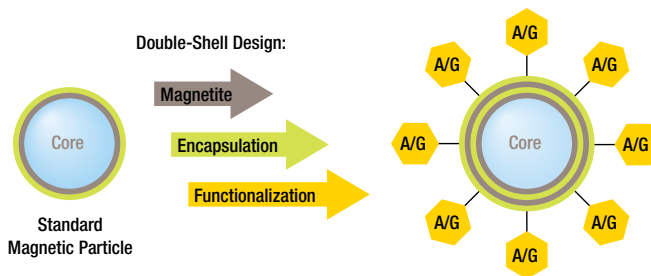 Double-Shell Design:
Magnetite
Encapsulation
Functionalization
Core
Standard
Magnetic Particle
Core
A/G
A/G
A/G
A/G
A/G
A/G
A/G
A/G